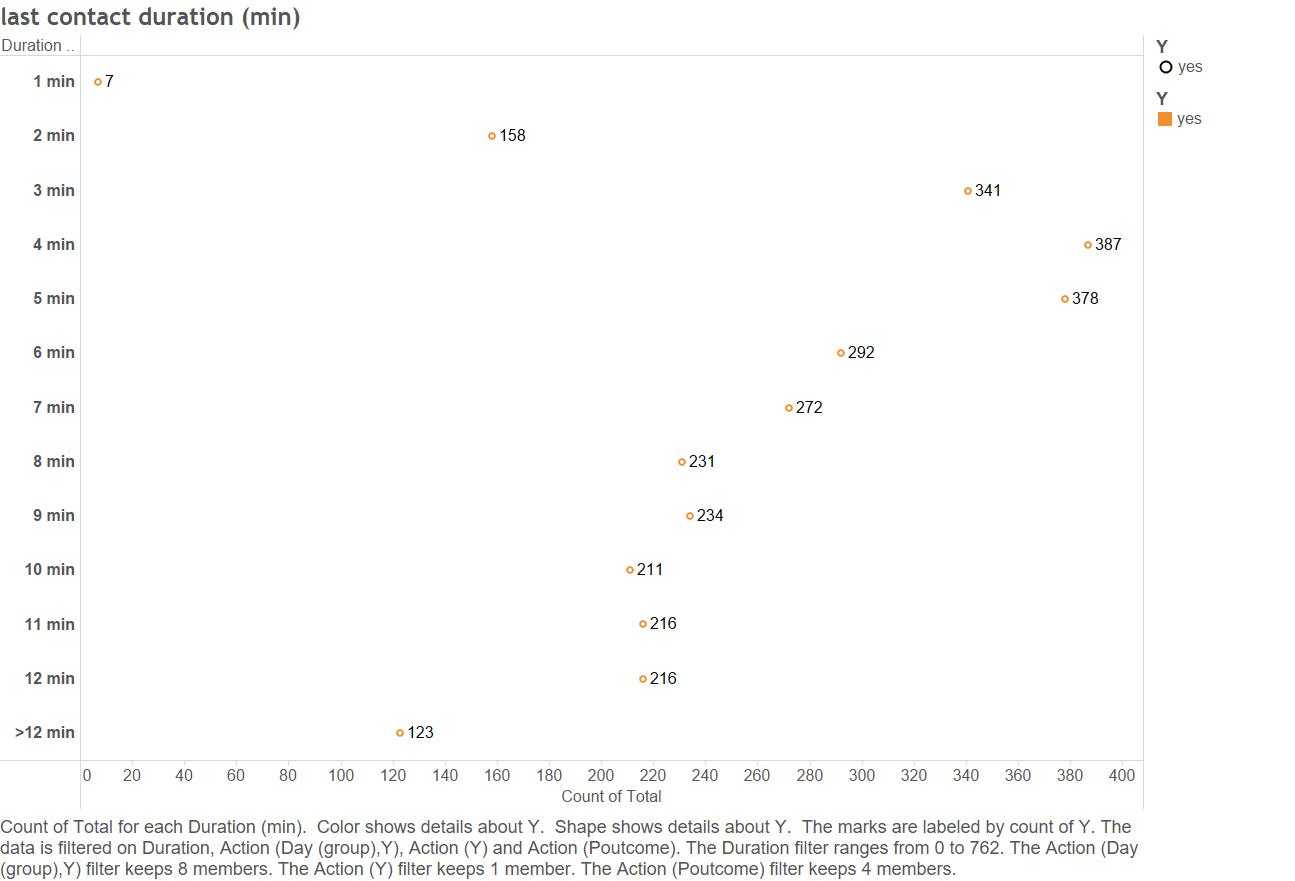 last contact duration (min)
Duration ..
Y
yes
Y
yes
1 min 7
2 min 158
3 min 341
4 min 387
5 min 378
6 min 292
7 min 272
8 min 231
9 min 234
10 min 211
11 min 216
12 min 216
>12 min 123
0 20 40 60 80 100 120 140 160 180 200 220 240 260 280 300 320 340 360 380 400
Count of Total
Count of Total for each Duration (min).  Color shows details about Y.  Shape shows details about Y.  The marks are labeled by count of Y. The
data is filtered on Duration, Action (Day (group),Y), Action (Y) and Action (Poutcome). The Duration filter ranges from 0 to 762. The Action (Day
(group),Y) filter keeps 8 members. The Action (Y) filter keeps 1 member. The Action (Poutcome) filter keeps 4 members.